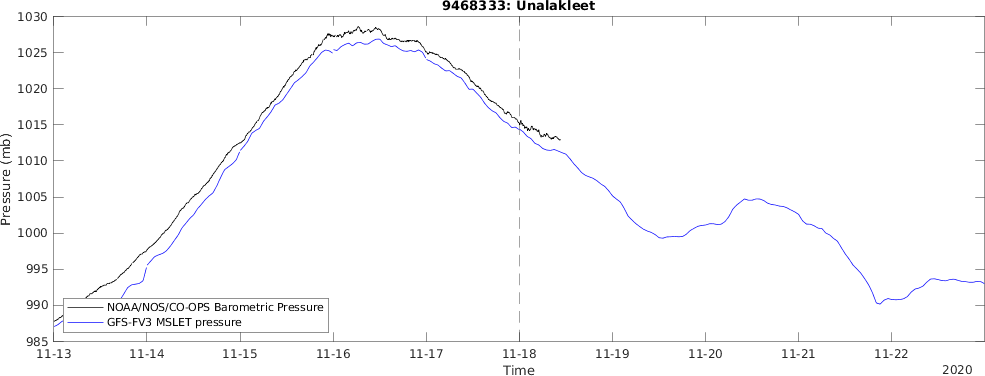 9468333: Unalakleet
Pressure (mb)
1030
1025
1020
1015
1010
1005
1000
995
990
985
NOAA/NOS/CO-OPS Barometric Pressure
GFS-FV3 MSLET pressure
11-13 11-14 11-15 11-16 11-17 11-18 11-19 11-20 11-21 11-22
Time
2020